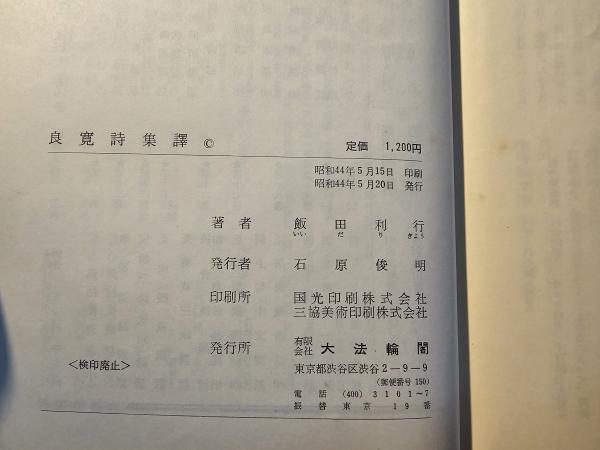 良寛詩集譯 © 定価 1,200円
昭和44年5月15日 印刷
昭和44年5月20日 発行
著者 飯田利行
いいだりぎよう
発行者 石原俊明
印刷所 国光印刷株式会社
三協美術印刷株式会社
発行所 有限会社 大法輪閣
<検印廃止> 東京都渋谷区渋谷2-9-9
(郵便番号 150)
電話 (400) 3101〜7
振替 東京 19番